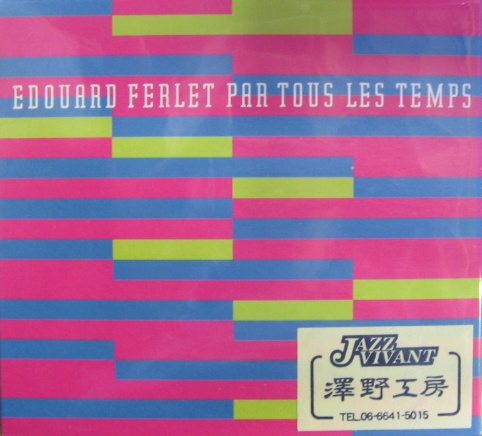 EDOUARD FERLET PAR TOUS LES TEMPS
JAZZ
VIVANT
澤野工房
TEL.06-6641-5015